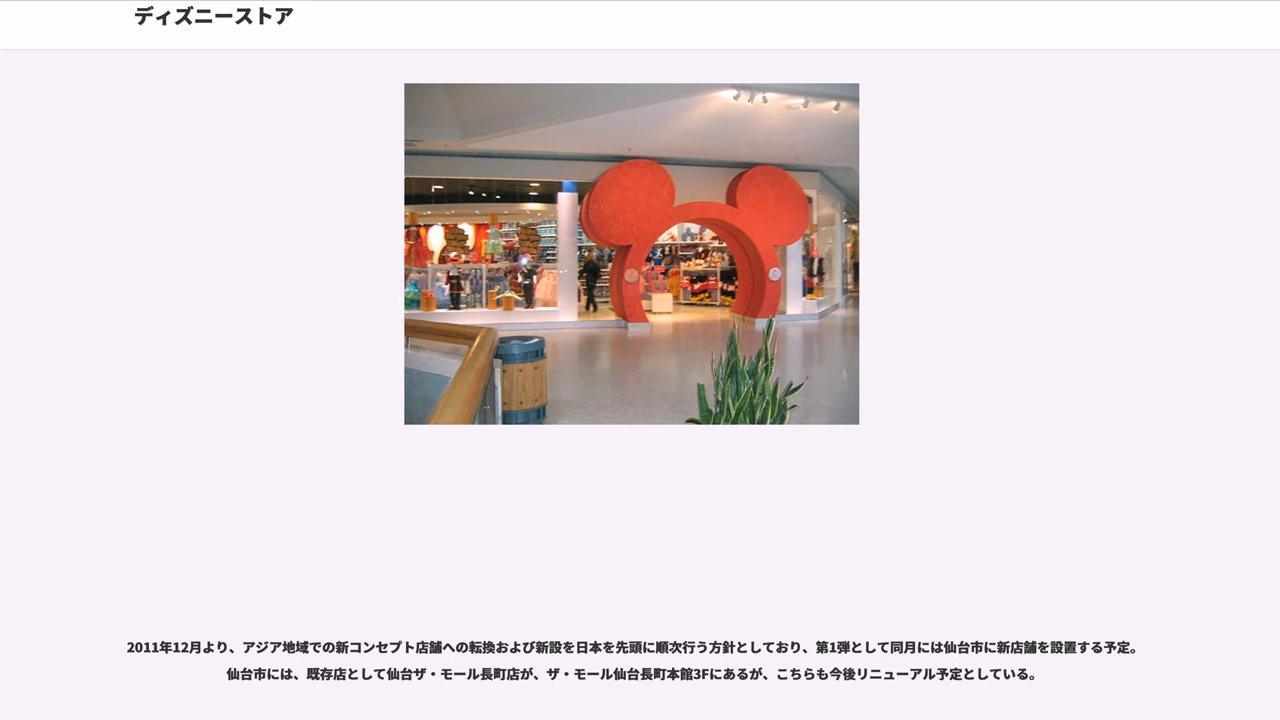 ディズニーストア
2011年12月より、アジア地域での新コンセプト店舗への転換および新設を日本を先頭に順次行う方針としており、第1弾として同月には仙台市に新店舗を設置する予定。
仙台市には、既存店として仙台ザ・モール長町店が、ザ・モール仙台長町本館3Fにあるが、こちらも今後リニューアル予定としている。